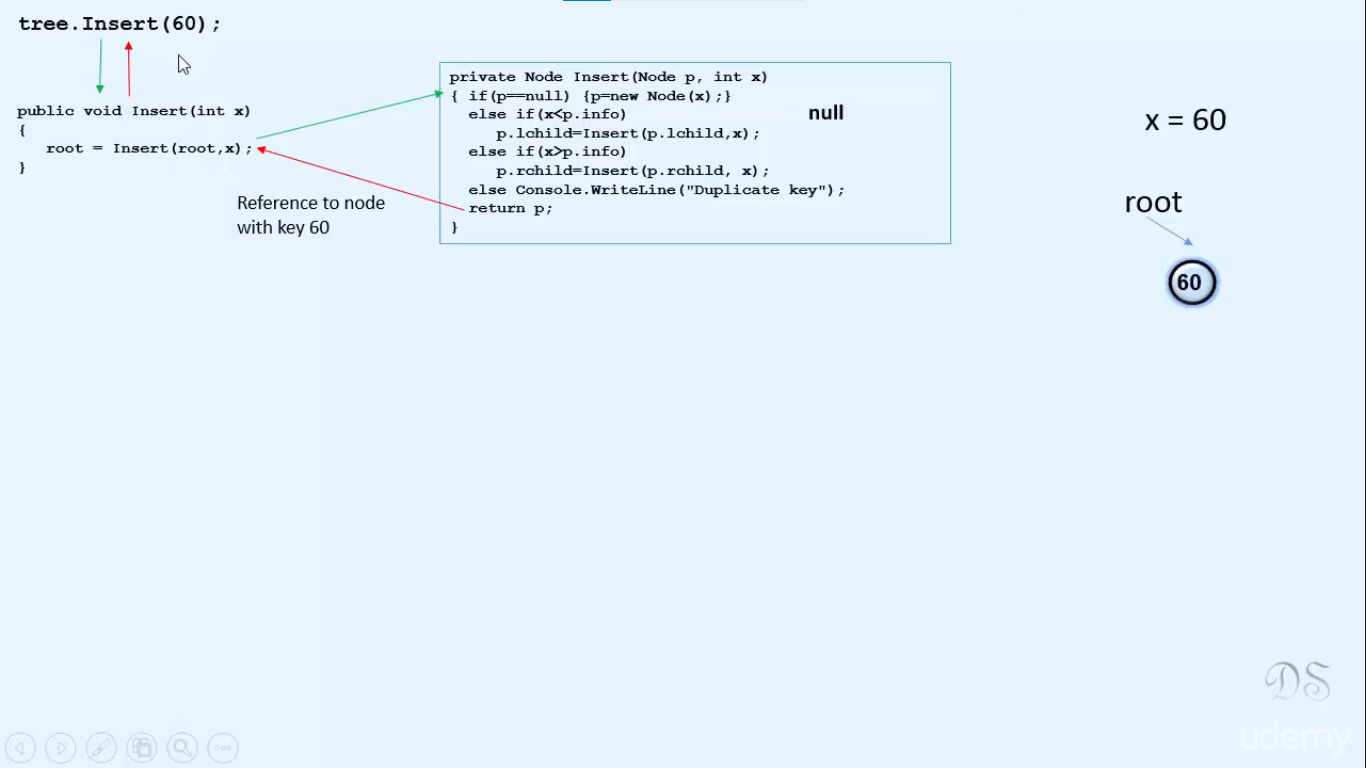 tree.Insert(60);
public void Insert(int x)
{
root = Insert(root,x);
}
Reference to node
with key 60
private Node Insert(Node p, int x)
{ if(p==null) {p=new Node(x);}
else if(x<p.info)
p.lchild=Insert(p.lchild,x);
else if(x>p.info)
p.rchild=Insert(p.rchild, x);
else Console.WriteLine("Duplicate key");
return p;
}
null
x = 60
root
60
DS
udemy